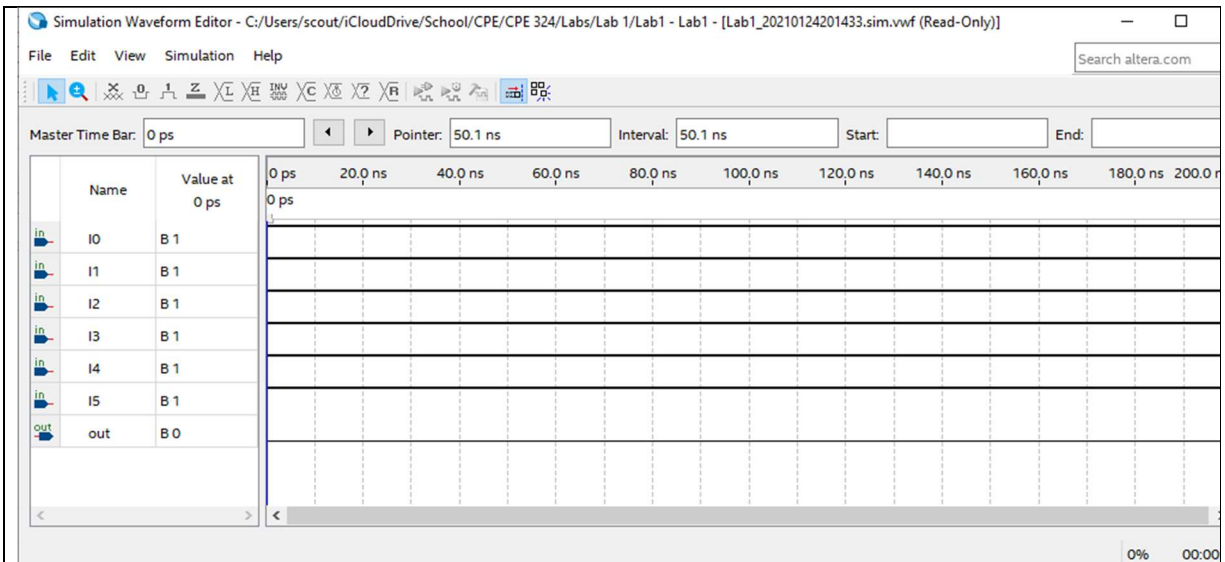 Simulation Waveform Editor - C:/Users/scout/iCloudDrive/School/CPE/CPE 324/Labs/Lab 1/Lab1 - Lab1 - [Lab1_20210124201433.sim.vwf (Read-Only)]
File Edit View Simulation Help
Search altera.com
Master Time Bar: 0 ps Pointer: 50.1 ns Interval: 50.1 ns Start: End:
Name Value at 0 ps
0 ps 20.0 ns 40.0 ns 60.0 ns 80.0 ns 100.0 ns 120.0 ns 140.0 ns 160.0 ns 180.0 ns 200.0
0 ps
in I0 B 1
in I1 B 1
in I2 B 1
in I3 B 1
in I4 B 1
in I5 B 1
out out B 0
0% 00:00